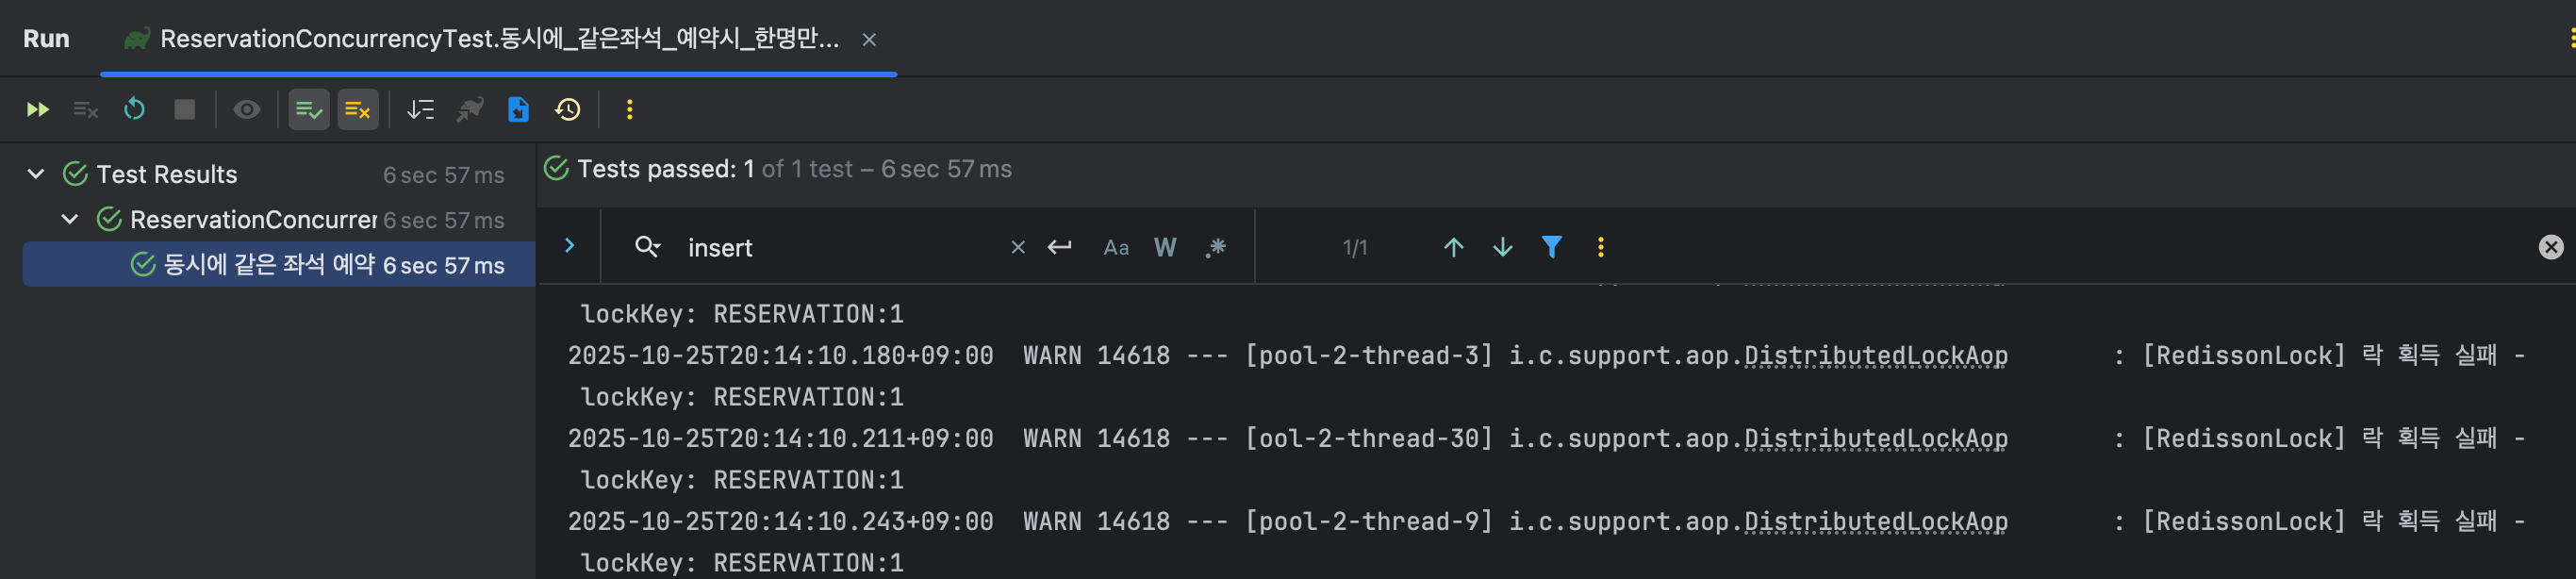 Run ReservationConcurrencyTest.동시에_같은좌석_예약시_한명만...
Test Results 6 sec 57 ms
ReservationConcurrer 6 sec 57 ms
동시에 같은 좌석 예약 6 sec 57 ms
Tests passed: 1 of 1 test – 6 sec 57 ms
insert Aa W .* 1/1
lockKey: RESERVATION:1
2025-10-25T20:14:10.180+09:00 WARN 14618 --- [pool-2-thread-3] i.c.support.aop.DistributedLockAop : [RedissonLock] 락 획득 실패 -
lockKey: RESERVATION:1
2025-10-25T20:14:10.211+09:00 WARN 14618 --- [ool-2-thread-30] i.c.support.aop.DistributedLockAop : [RedissonLock] 락 획득 실패 -
lockKey: RESERVATION:1
2025-10-25T20:14:10.243+09:00 WARN 14618 --- [pool-2-thread-9] i.c.support.aop.DistributedLockAop : [RedissonLock] 락 획득 실패 -
lockKey: RESERVATION:1